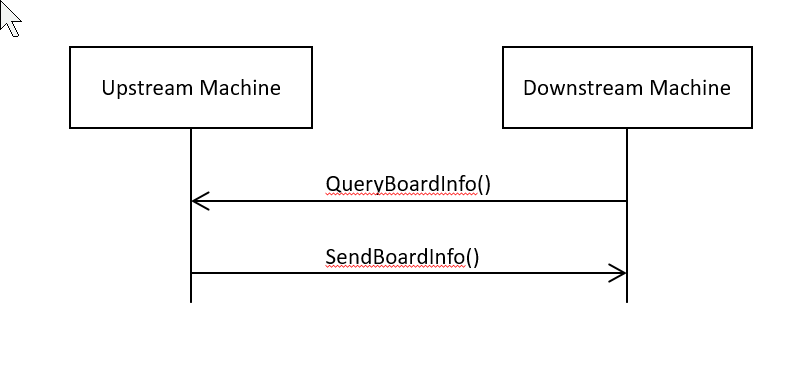 Upstream Machine
Downstream Machine
QueryBoardInfo()
SendBoardInfo()